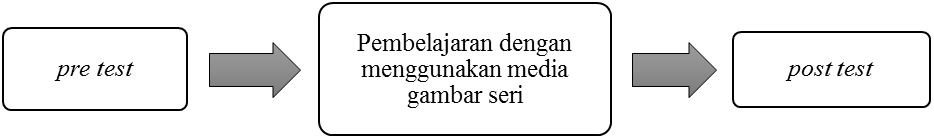 pre test
Pembelajaran dengan
menggunakan media
gambar seri
post test